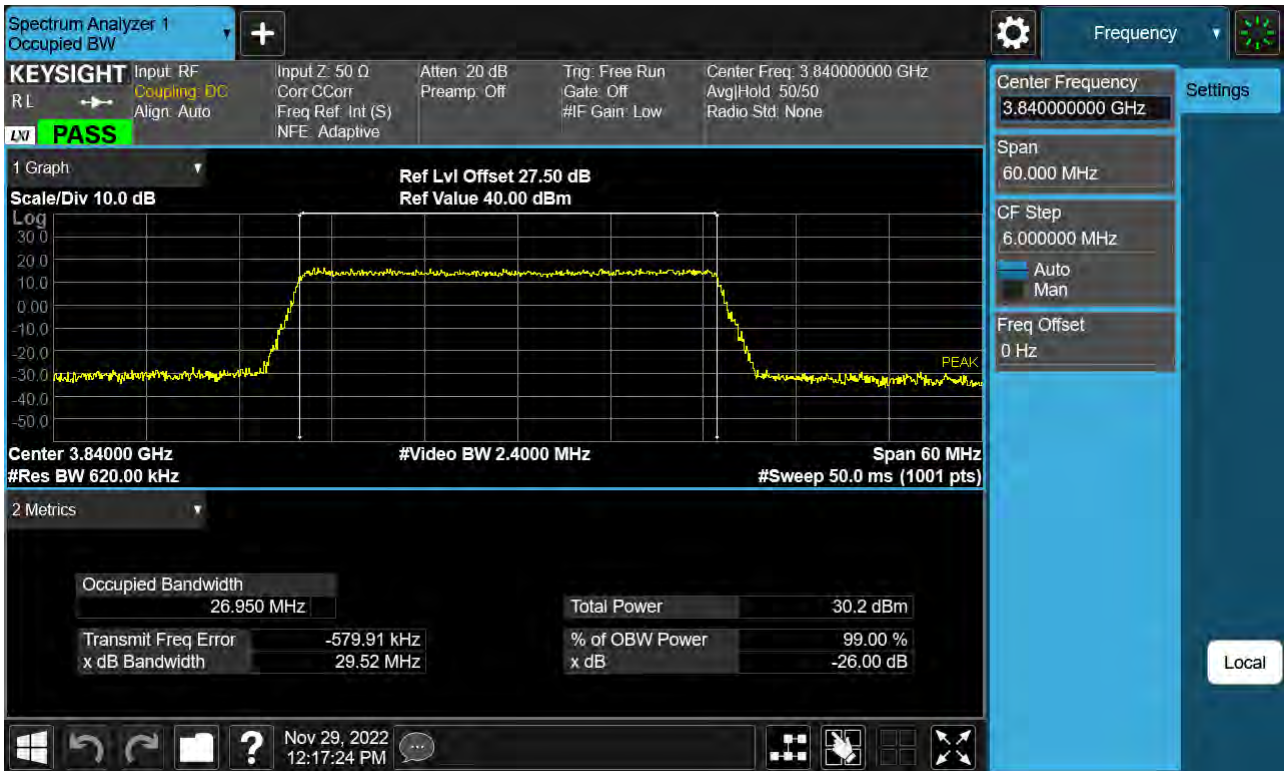 Spectrum Analyzer 1
Occupied BW
Frequency
KEYSIGHT
R L
LXI
PASS
Input: RF
Coupling: DC
Align: Auto
Input Z: 50 Ω
Corr CCorr
Freq Ref: Int (S)
NFE: Adaptive
Atten: 20 dB
Preamp: Off
Trig: Free Run
Gate: Off
#IF Gain: Low
Center Freq: 3.840000000 GHz
Avg|Hold: 50/50
Radio Std: None
1 Graph
Scale/Div 10.0 dB
Ref Lvl Offset 27.50 dB
Ref Value 40.00 dBm
Log
30.0
20.0
10.0
0.00
-10.0
-20.0
-30.0
-40.0
-50.0
PEAK
Center 3.84000 GHz
#Res BW 620.00 kHz
#Video BW 2.4000 MHz
Span 60 MHz
#Sweep 50.0 ms (1001 pts)
2 Metrics
Occupied Bandwidth
26.950 MHz
Transmit Freq Error -579.91 kHz
x dB Bandwidth 29.52 MHz
Total Power 30.2 dBm
% of OBW Power 99.00 %
x dB -26.00 dB
Center Frequency
3.840000000 GHz
Settings
Span
60.000 MHz
CF Step
6.000000 MHz
Auto
Man
Freq Offset
0 Hz
Local
Nov 29, 2022
12:17:24 PM